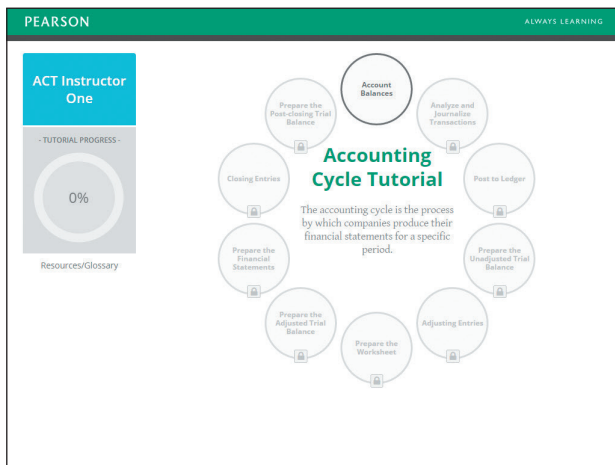 PEARSON
ALWAYS LEARNING
ACT Instructor
One
- TUTORIAL PROGRESS -
0%
Resources/Glossary
Account
Balances
Analyze and
Journalize
Transactions
Post to Ledger
Prepare the
Unadjusted Trial
Balance
Adjusting Entries
Prepare the
Worksheet
Prepare the
Adjusted Trial
Balance
Prepare the
Financial
Statements
Closing Entries
Prepare the
Post-closing Trial
Balance
Accounting
Cycle Tutorial
The accounting cycle is the process
by which companies produce their
financial statements for a specific
period.